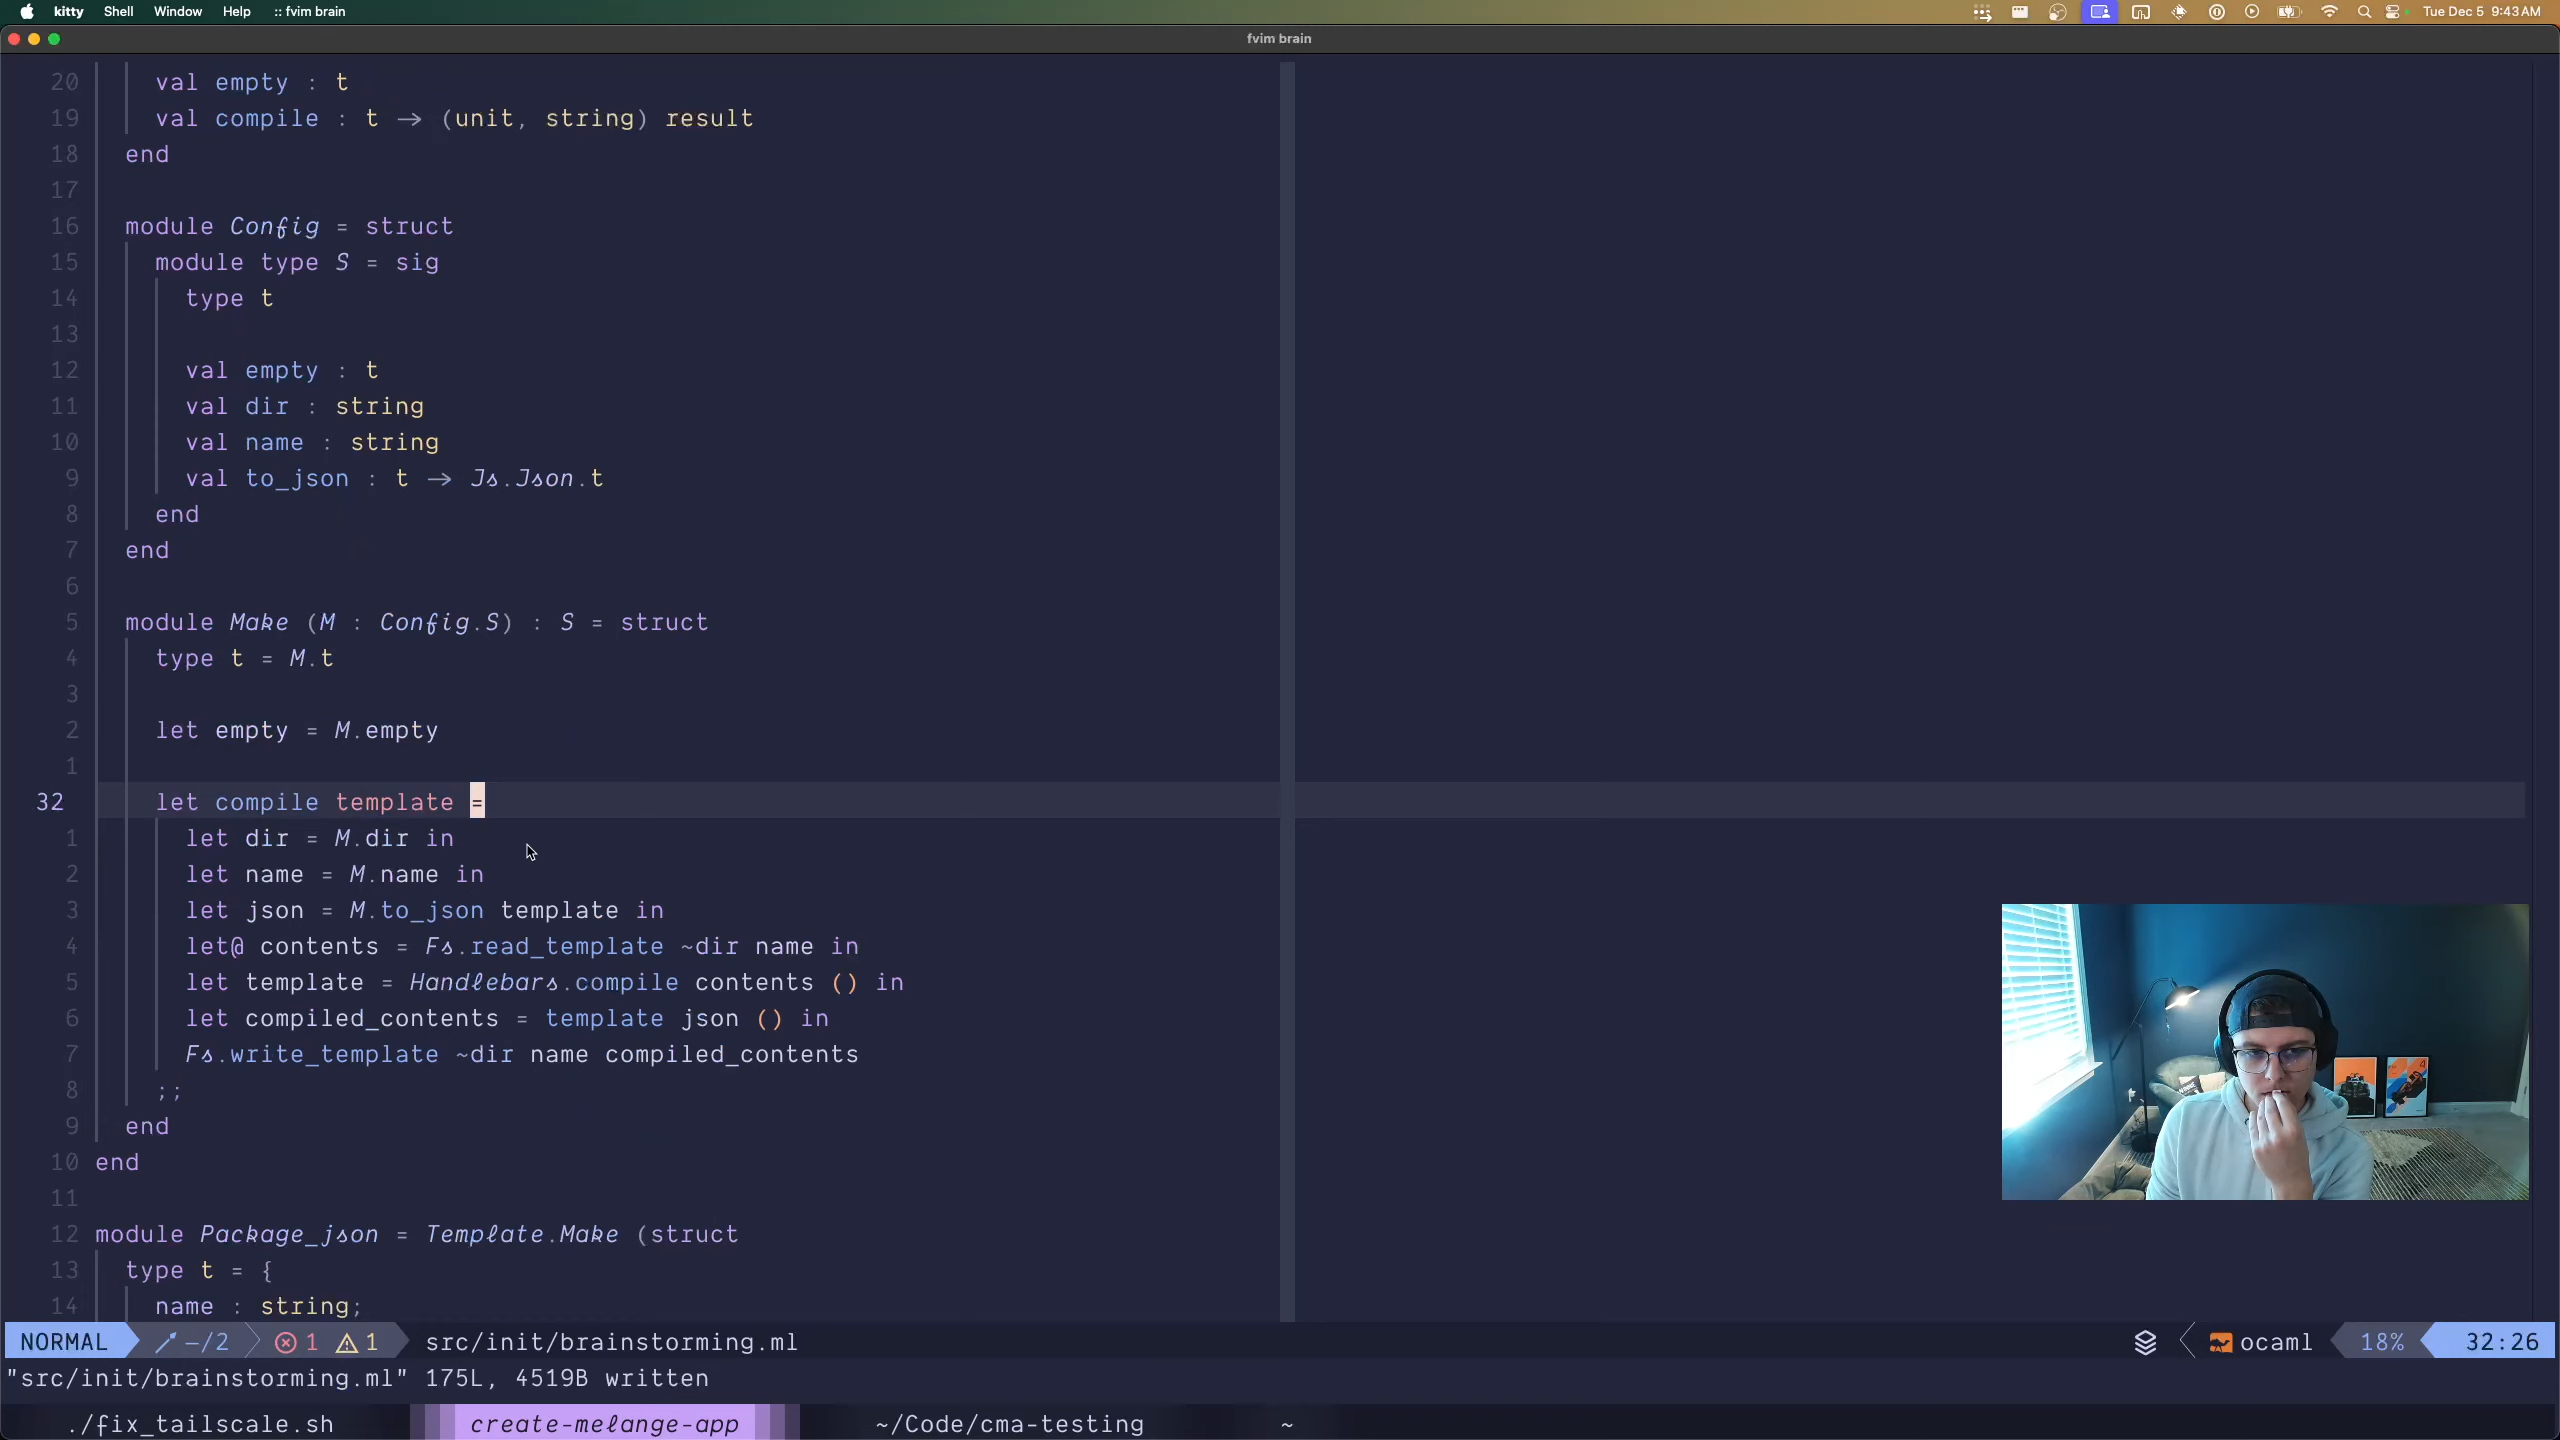 kitty Shell Window Help :: fvim brain Tue Dec 5 9:43 AM
fvim brain
20 val empty : t
19 val compile : t → (unit, string) result
18 end
17
16 module Config = struct
15 module type S = sig
14 type t
13
12 val empty : t
11 val dir : string
10 val name : string
9 val to_json : t → Js.Json.t
8 end
7 end
6
5 module Make (M : Config.S) : S = struct
4 type t = M.t
3
2 let empty = M.empty
1
32 let compile template =
1 let dir = M.dir in
2 let name = M.name in
3 let json = M.to_json template in
4 let@ contents = Fs.read_template ~dir name in
5 let template = Handlebars.compile contents () in
6 let compiled_contents = template json () in
7 Fs.write_template ~dir name compiled_contents
8 ;;
9 end
10 end
11
12 module Package_json = Template.Make (struct
13 type t = {
14 name : string;
NORMAL –/2 1 1 src/init/brainstorming.ml ocaml 18% 32:26
"src/init/brainstorming.ml" 175L, 4519B written
./fix_tailscale.sh create-melange-app ~/Code/cma-testing ~